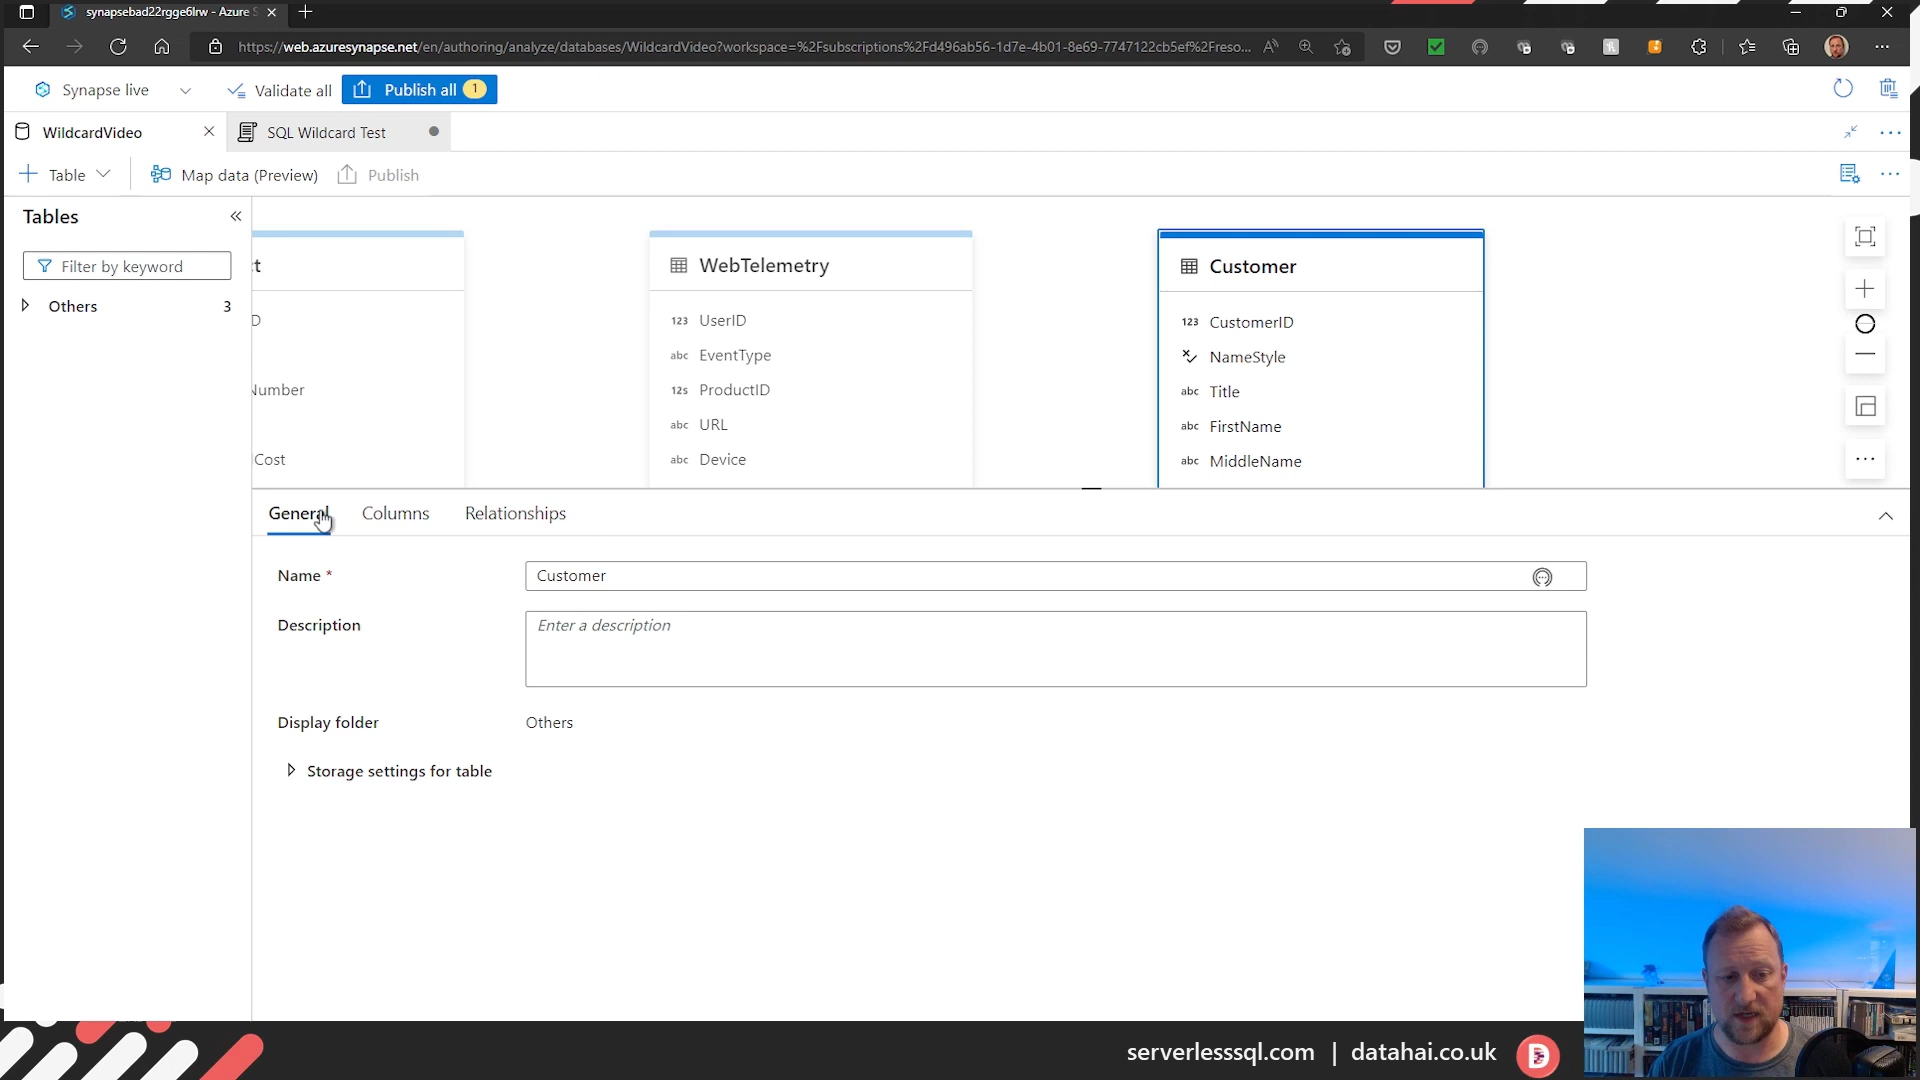 synapsebad22rgge6lrw - Azure S
https://web.azuresynapse.net/en/authoring/analyze/databases/WildcardVideo?workspace=%2Fsubscriptions%2Fd496ab56-1d7e-4b01-8e69-7747122cb5ef%2Freso...
Synapse live
Validate all
Publish all 1
WildcardVideo
SQL Wildcard Test
Table
Map data (Preview)
Publish
Tables
Filter by keyword
Others 3
t
D
Number
Cost
WebTelemetry
123 UserID
abc EventType
12s ProductID
abc URL
abc Device
Customer
123 CustomerID
NameStyle
abc Title
abc FirstName
abc MiddleName
General
Columns
Relationships
Name *
Customer
Description
Enter a description
Display folder
Others
Storage settings for table
serverlesssql.com | datahai.co.uk
D